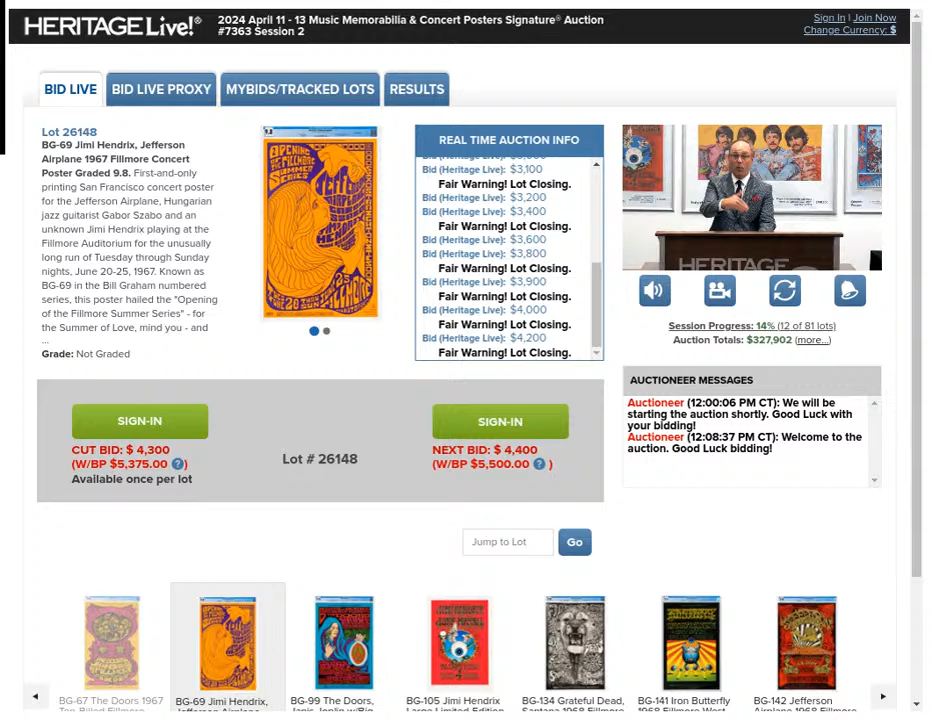 HERITAGE Live!®
2024 April 11 - 13 Music Memorabilia & Concert Posters Signature® Auction
#7363 Session 2
Sign In | Join Now
Change Currency: $
BID LIVE
BID LIVE PROXY
MYBIDS/TRACKED LOTS
RESULTS
Lot 26148
BG-69 Jimi Hendrix, Jefferson
Airplane 1967 Fillmore Concert
Poster Graded 9.8. First-and-only
printing San Francisco concert poster
for the Jefferson Airplane, Hungarian
jazz guitarist Gabor Szabo and an
unknown Jimi Hendrix playing at the
Fillmore Auditorium for the unusually
long run of Tuesday through Sunday
nights, June 20-25, 1967. Known as
BG-69 in the Bill Graham numbered
series, this poster hailed the "Opening
of the Fillmore Summer Series" - for
the Summer of Love, mind you - and
...
Grade: Not Graded
9.8
OPENING
OF THE FILLMORE
SUMMER
SERIES
REAL TIME AUCTION INFO
Bid (Heritage Live): $3,100
Fair Warning! Lot Closing.
Bid (Heritage Live): $3,200
Bid (Heritage Live): $3,400
Fair Warning! Lot Closing.
Bid (Heritage Live): $3,600
Bid (Heritage Live): $3,800
Fair Warning! Lot Closing.
Bid (Heritage Live): $3,900
Fair Warning! Lot Closing.
Bid (Heritage Live): $4,000
Fair Warning! Lot Closing.
Bid (Heritage Live): $4,200
Fair Warning! Lot Closing.
HERITAGE
Session Progress: 14% (12 of 81 lots)
Auction Totals: $327,902 (more...)
AUCTIONEER MESSAGES
Auctioneer (12:00:06 PM CT): We will be
starting the auction shortly. Good Luck with
your bidding!
Auctioneer (12:08:37 PM CT): Welcome to the
auction. Good Luck bidding!
SIGN-IN
CUT BID: $ 4,300
(W/BP $5,375.00 ? )
Available once per lot
Lot # 26148
SIGN-IN
NEXT BID: $ 4,400
(W/BP $5,500.00 ? )
Jump to Lot
Go
BG-67 The Doors 1967
BG-69 Jimi Hendrix,
BG-99 The Doors,
BG-105 Jimi Hendrix
BG-134 Grateful Dead,
BG-141 Iron Butterfly
BG-142 Jefferson